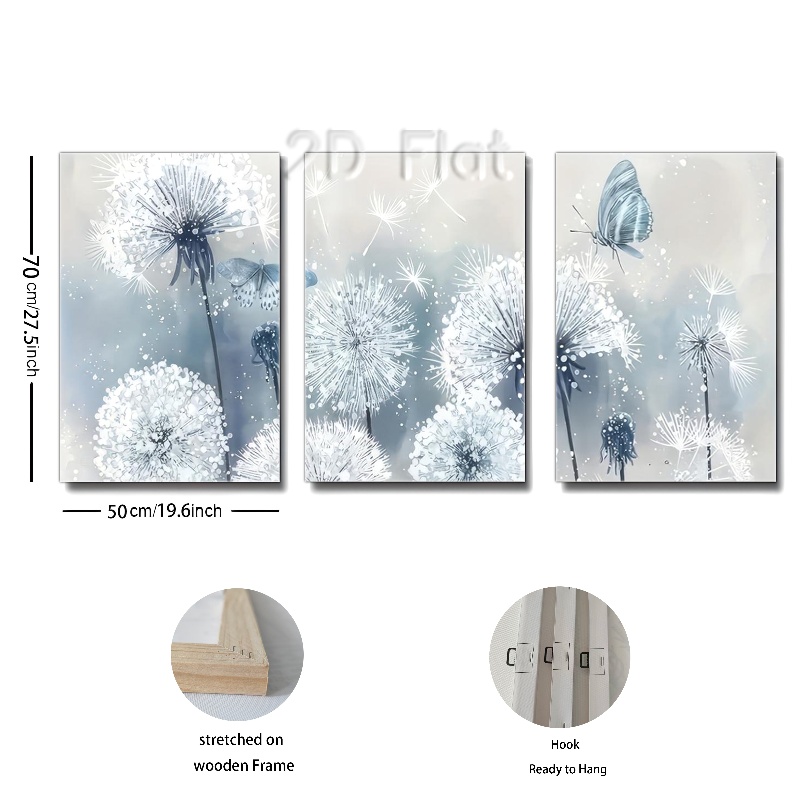 2D Flat
70 cm/27.5inch
50cm/19.6inch
stretched on
wooden Frame
Hook
Ready to Hang